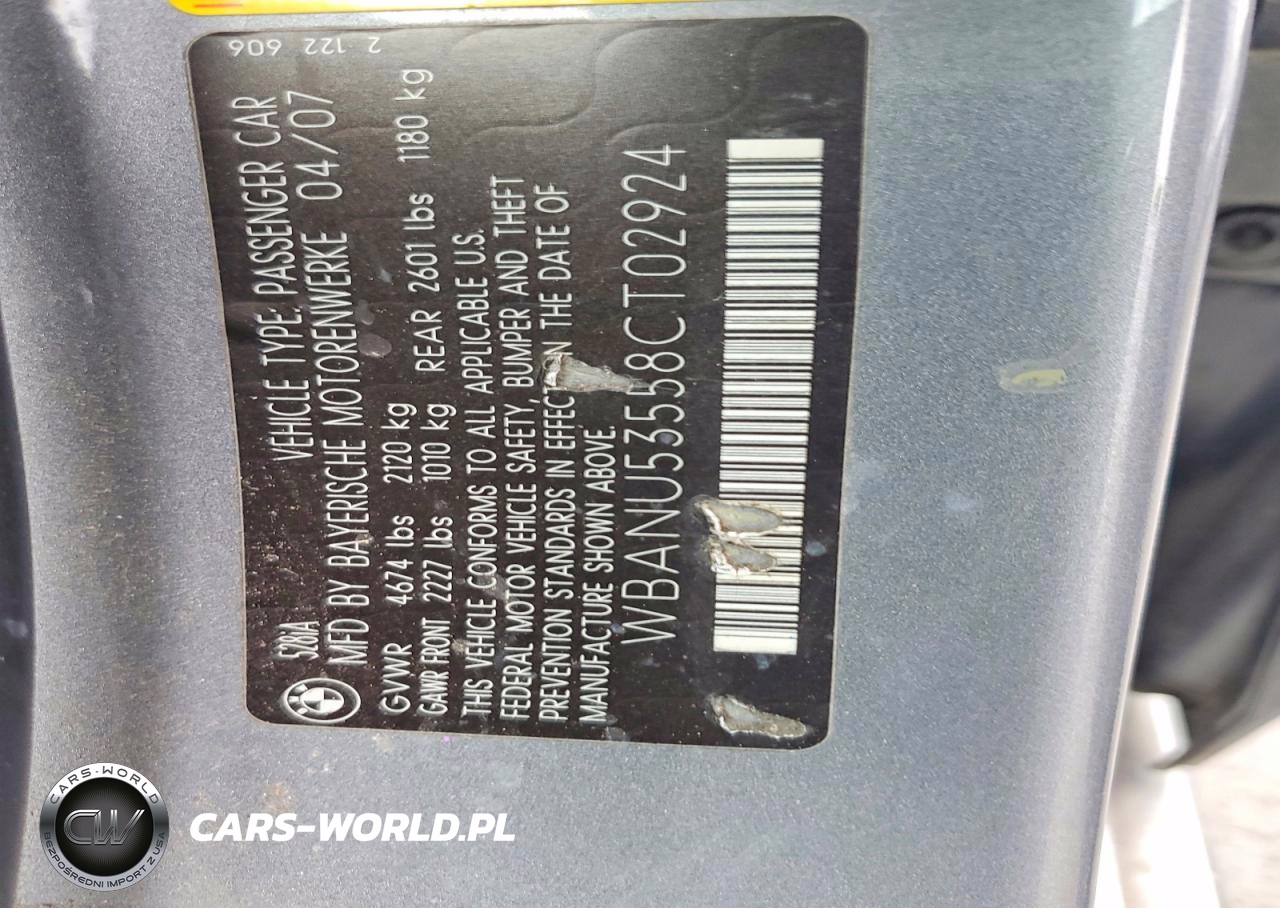 528iA VEHICLE TYPE: PASSENGER CAR
MFD BY BAYERISCHE MOTORENWERKE 04/07
GVWR 4674 lbs 2120 kg
GAWR FRONT 2227 lbs 1010 kg REAR 2601 lbs 1180 kg
THIS VEHICLE CONFORMS TO ALL APPLICABLE U.S.
FEDERAL MOTOR VEHICLE SAFETY, BUMPER AND THEFT
PREVENTION STANDARDS IN EFFECT THE DATE OF
MANUFACTURE SHOWN ABOVE.
WBANU53558CT02924
2 122 606
CARS-WORLD
CW
BEZPOŚREDNI IMPORT Z USA
CARS-WORLD.PL